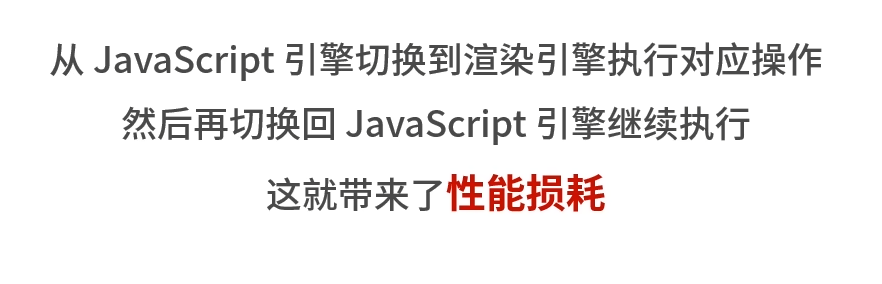 从 JavaScript 引擎切换到渲染引擎执行对应操作
然后再切换回 JavaScript 引擎继续执行
这就带来了性能损耗